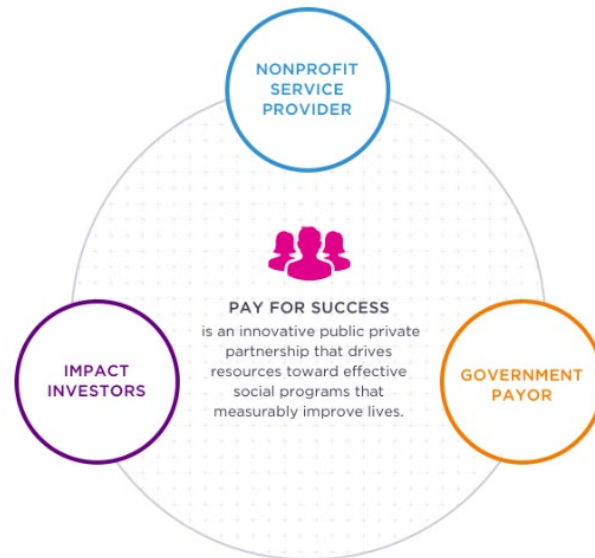 NONPROFIT
SERVICE
PROVIDER
PAY FOR SUCCESS
is an innovative public private
partnership that drives
resources toward effective
social programs that
measurably improve lives.
IMPACT
INVESTORS
GOVERNMENT
PAYOR